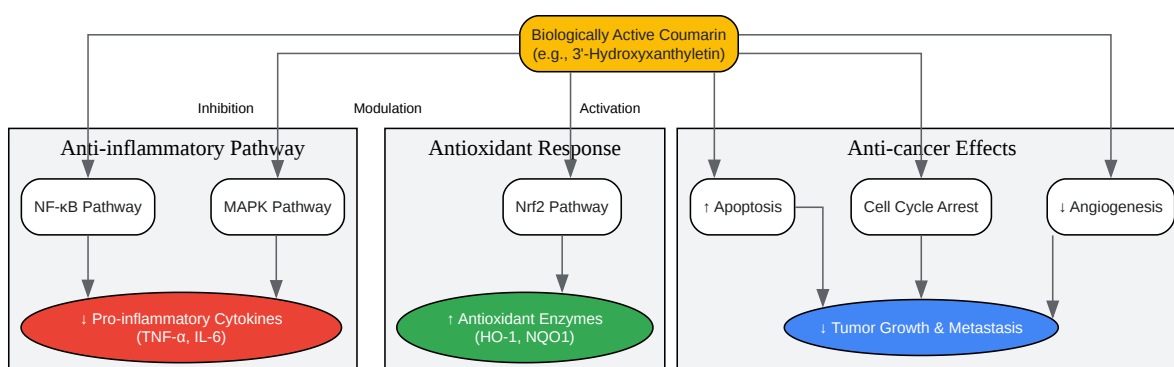 Biologically Active Coumarin
(e.g., 3'-Hydroxyxanthyletin)
Inhibition
Modulation
Activation
Anti-inflammatory Pathway
Antioxidant Response
Anti-cancer Effects
NF-κB Pathway
MAPK Pathway
Nrf2 Pathway
↑ Apoptosis
Cell Cycle Arrest
↓ Angiogenesis
↓ Pro-inflammatory Cytokines
(TNF-α, IL-6)
↑ Antioxidant Enzymes
(HO-1, NQO1)
↓ Tumor Growth & Metastasis